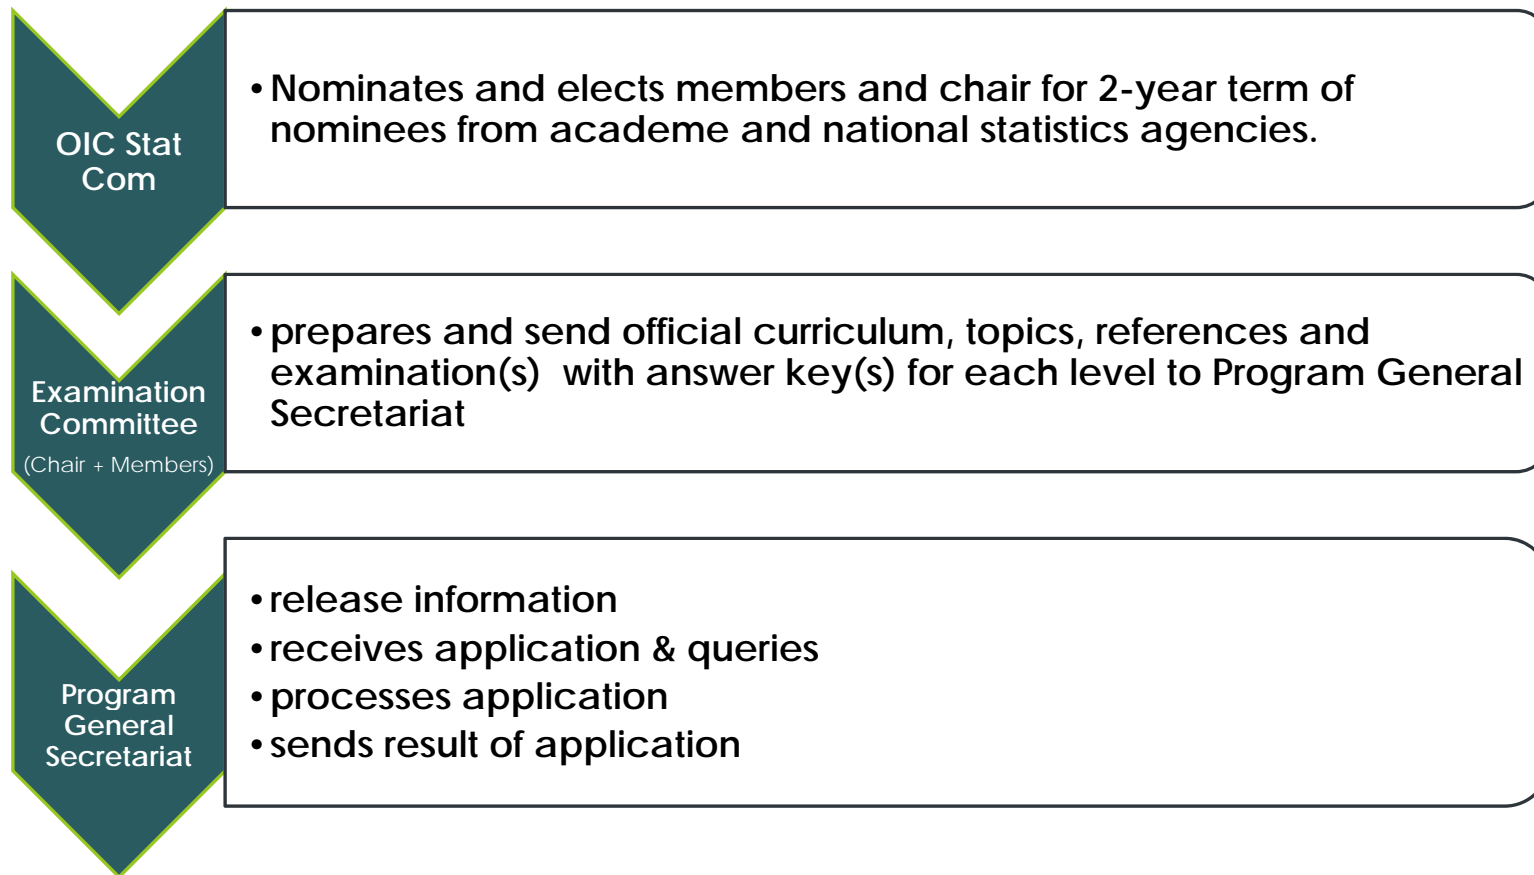 OIC Stat
Com
• Nominates and elects members and chair for 2-year term of
nominees from academe and national statistics agencies.
Examination
Committee
(Chair + Members)
• prepares and send official curriculum, topics, references and
examination(s)  with answer key(s) for each level to Program General
Secretariat
Program
General
Secretariat
• release information
• receives application & queries
• processes application
• sends result of application